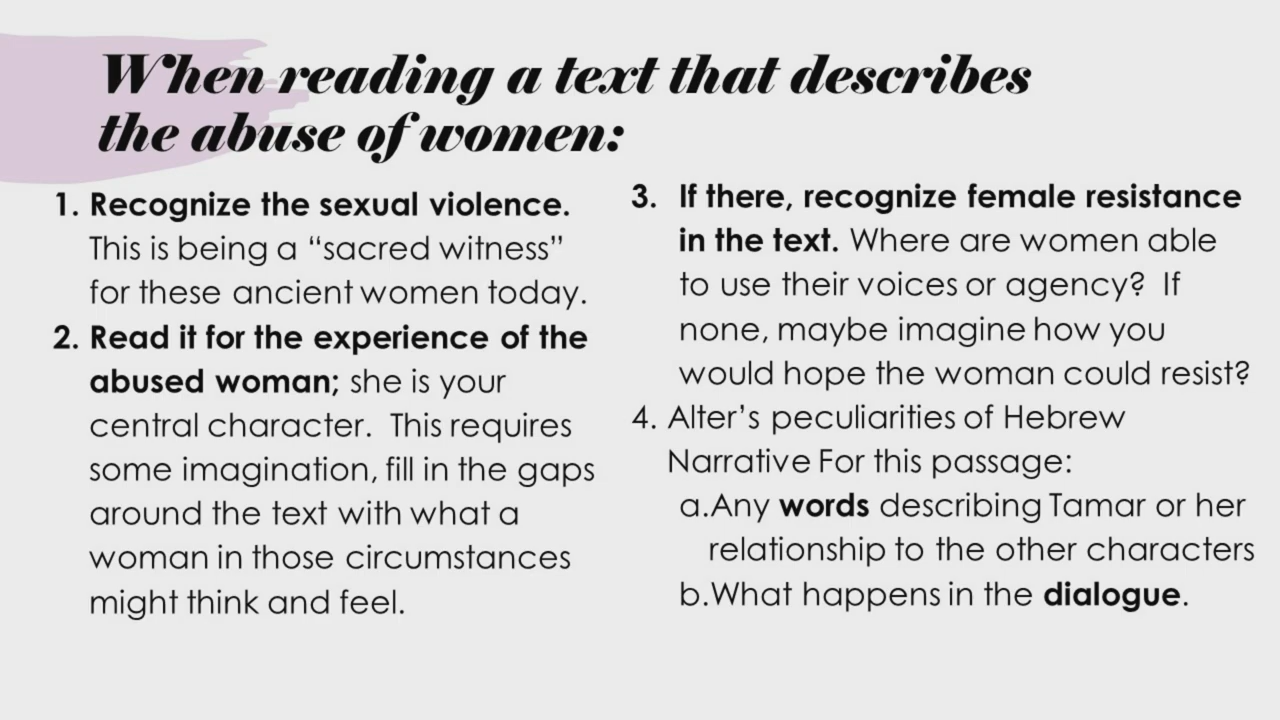 When reading a text that describes
the abuse of women:
1. Recognize the sexual violence.
This is being a “sacred witness”
for these ancient women today.
2. Read it for the experience of the
abused woman; she is your
central character.  This requires
some imagination, fill in the gaps
around the text with what a
woman in those circumstances
might think and feel.
3. If there, recognize female resistance
in the text. Where are women able
to use their voices or agency?  If
none, maybe imagine how you
would hope the woman could resist?
4. Alter’s peculiarities of Hebrew
Narrative For this passage:
a.Any words describing Tamar or her
relationship to the other characters
b.What happens in the dialogue.